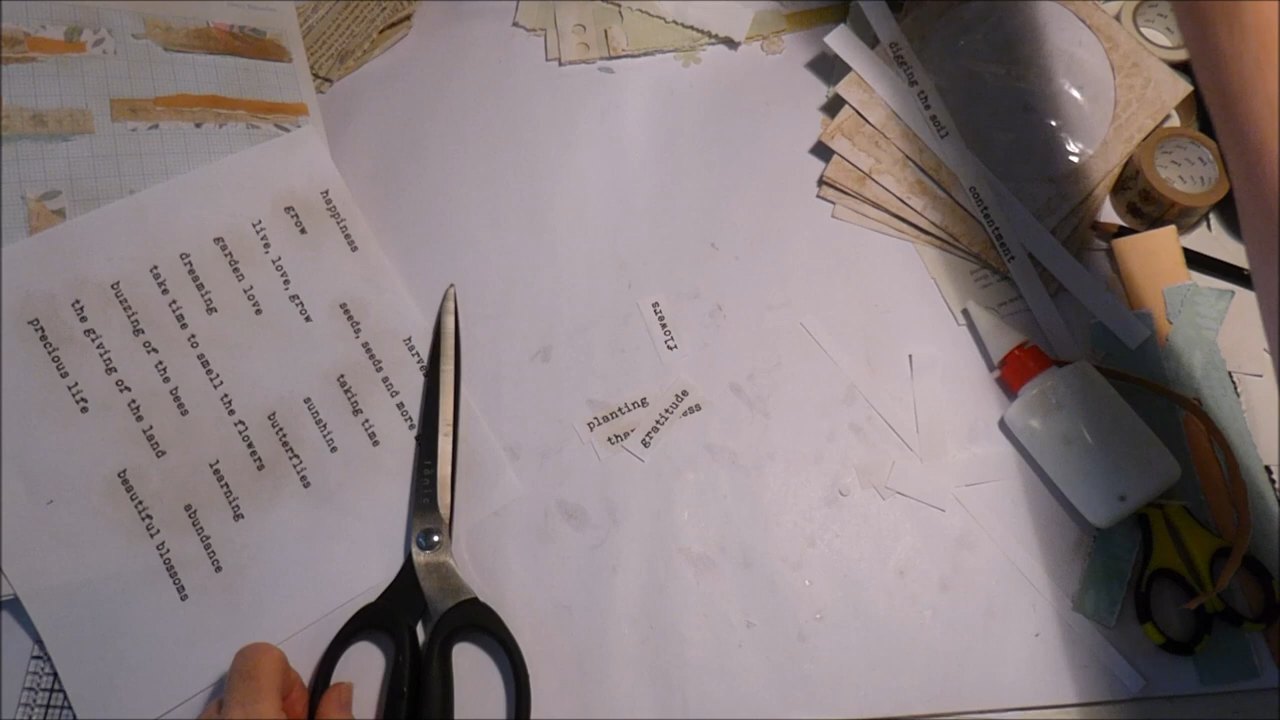 happiness
grow
live, love, grow
garden love
dreaming
take time to smell the flowers
buzzing of the bees
the giving of the land
precious life
seeds, seeds and more
taking time
sunshine
butterflies
learning
abundance
beautiful blossoms
flowers
planting
gratitude
digging the soil
contentment